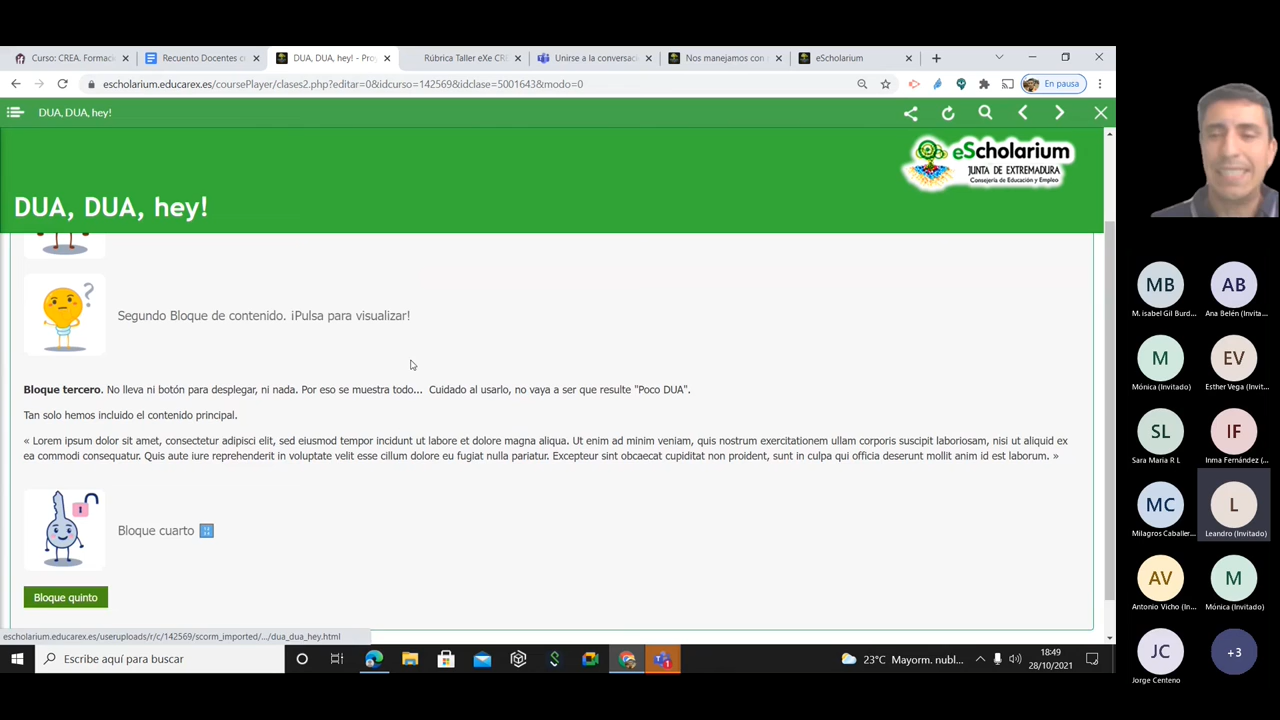 Curso: CREA. Formac
Recuento Docentes c
DUA, DUA, hey! - Pro
Rúbrica Taller eXe CR
Unirse a la conversac
Nos manejamos con
eScholarium
escholarium.educarex.es/coursePlayer/clases2.php?editar=0&idcurso=142569&idclase=5001643&modo=0
En pausa
DUA, DUA, hey!
eScholarium
JUNTA DE EXTREMADURA
Consejería de Educación y Empleo
DUA, DUA, hey!
Segundo Bloque de contenido. ¡Pulsa para visualizar!
Bloque tercero. No lleva ni botón para desplegar, ni nada. Por eso se muestra todo... Cuidado al usarlo, no vaya a ser que resulte "Poco DUA".
Tan solo hemos incluido el contenido principal.
« Lorem ipsum dolor sit amet, consectetur adipisci elit, sed eiusmod tempor incidunt ut labore et dolore magna aliqua. Ut enim ad minim veniam, quis nostrum exercitationem ullam corporis suscipit laboriosam, nisi ut aliquid ex
ea commodi consequatur. Quis aute iure reprehenderit in voluptate velit esse cillum dolore eu fugiat nulla pariatur. Excepteur sint obcaecat cupiditat non proident, sunt in culpa qui officia deserunt mollit anim id est laborum. »
Bloque cuarto
Bloque quinto
escholarium.educarex.es/useruploads/r/c/142569/scorm_imported/.../dua_dua_hey.html
Escribe aquí para buscar
23°C Mayorm. nubl...
18:49
28/10/2021
MB
M. isabel Gil Burd...
AB
Ana Belén (Invita...
M
Mónica (Invitado)
EV
Esther Vega (Invit...
SL
Sara Maria R L
IF
Inma Fernández (...
MC
Milagros Caballer...
L
Leandro (Invitado)
AV
Antonio Vicho (In...
M
Mónica (Invitado)
JC
Jorge Centeno
+3